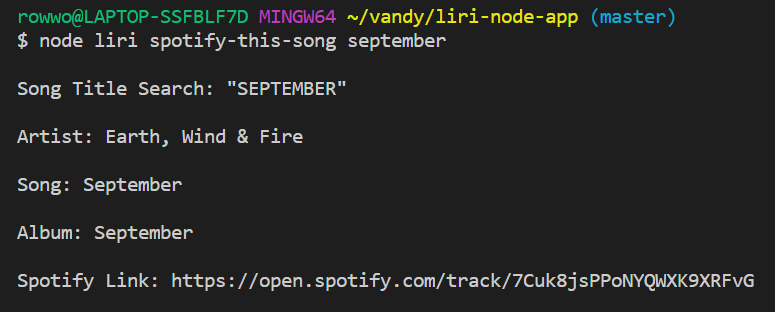 rowwo@LAPTOP-SSFBLF7D MINGW64 ~/vandy/liri-node-app (master)
$ node liri spotify-this-song september
Song Title Search: "SEPTEMBER"
Artist: Earth, Wind & Fire
Song: September
Album: September
Spotify Link: https://open.spotify.com/track/7Cuk8jsPPoNYQWXK9XRFvG